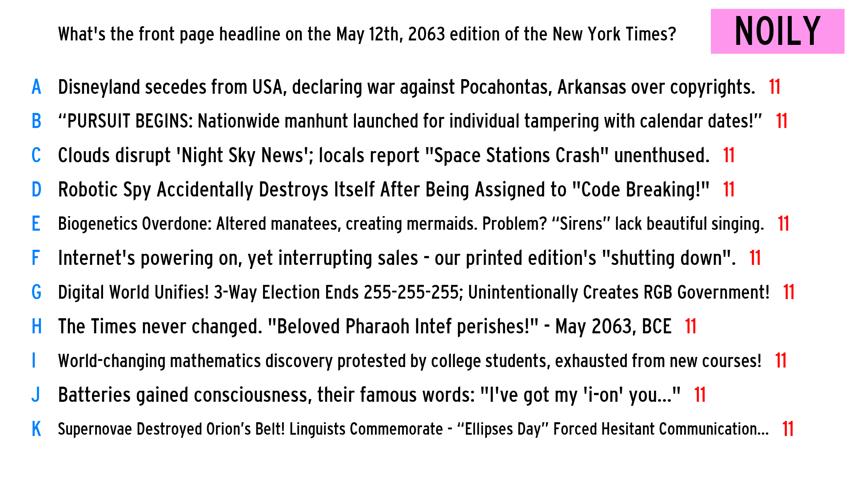 What's the front page headline on the May 12th, 2063 edition of the New York Times?
NOILY
A Disneyland secedes from USA, declaring war against Pocahontas, Arkansas over copyrights. 11
B “PURSUIT BEGINS: Nationwide manhunt launched for individual tampering with calendar dates!” 11
C Clouds disrupt 'Night Sky News'; locals report "Space Stations Crash" unenthused. 11
D Robotic Spy Accidentally Destroys Itself After Being Assigned to "Code Breaking!" 11
E Biogenetics Overdone: Altered manatees, creating mermaids. Problem? “Sirens” lack beautiful singing. 11
F Internet's powering on, yet interrupting sales - our printed edition's "shutting down". 11
G Digital World Unifies! 3-Way Election Ends 255-255-255; Unintentionally Creates RGB Government! 11
H The Times never changed. "Beloved Pharaoh Intef perishes!" - May 2063, BCE 11
I World-changing mathematics discovery protested by college students, exhausted from new courses! 11
J Batteries gained consciousness, their famous words: "I've got my 'i-on' you..." 11
K Supernovae Destroyed Orion’s Belt! Linguists Commemorate - “Ellipses Day” Forced Hesitant Communication... 11